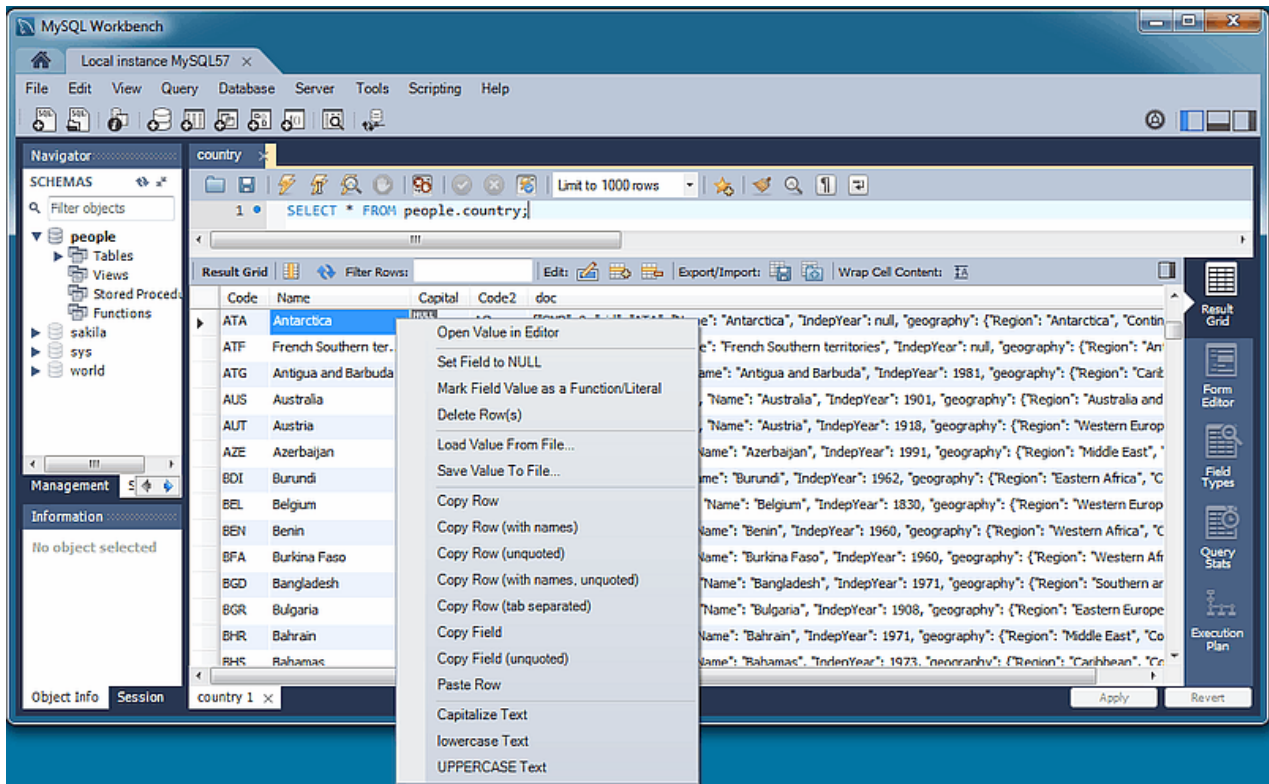 MySQL Workbench
Local instance MySQL57
File Edit View Query Database Server Tools Scripting Help
Navigator
SCHEMAS
Filter objects
people
Tables
Views
Stored Procedu
Functions
sakila
sys
world
Management S
Information
No object selected
Object Info Session
country
Limit to 1000 rows
1 SELECT * FROM people.country;
Result Grid Filter Rows: Edit: Export/Import: Wrap Cell Content:
Code Name Capital Code2 doc
ATA Antarctica NULL "Antarctica", "IndepYear": null, "geography": {"Region": "Antarctica", "Contin
ATF French Southern ter... "French Southern territories", "IndepYear": null, "geography": {"Region": "An
ATG Antigua and Barbuda "Antigua and Barbuda", "IndepYear": 1981, "geography": {"Region": "Carib
AUS Australia "Name": "Australia", "IndepYear": 1901, "geography": {"Region": "Australia and
AUT Austria "Name": "Austria", "IndepYear": 1918, "geography": {"Region": "Western Europ
AZE Azerbaijan "Azerbaijan", "IndepYear": 1991, "geography": {"Region": "Middle East", "
BDI Burundi "Burundi", "IndepYear": 1962, "geography": {"Region": "Eastern Africa", "C
BEL Belgium "Name": "Belgium", "IndepYear": 1830, "geography": {"Region": "Western Europ
BEN Benin "Benin", "IndepYear": 1960, "geography": {"Region": "Western Africa", "C
BFA Burkina Faso "Burkina Faso", "IndepYear": 1960, "geography": {"Region": "Western Afr
BGD Bangladesh "Name": "Bangladesh", "IndepYear": 1971, "geography": {"Region": "Southern ar
BGR Bulgaria "Name": "Bulgaria", "IndepYear": 1908, "geography": {"Region": "Eastern Europe
BHR Bahrain "Bahrain", "IndepYear": 1971, "geography": {"Region": "Middle East", "Co
BHS Bahamas "Bahamas", "IndepYear": 1973, "geography": {"Region": "Caribbean", "Co
Open Value in Editor
Set Field to NULL
Mark Field Value as a Function/Literal
Delete Row(s)
Load Value From File...
Save Value To File...
Copy Row
Copy Row (with names)
Copy Row (unquoted)
Copy Row (with names, unquoted)
Copy Row (tab separated)
Copy Field
Copy Field (unquoted)
Paste Row
Capitalize Text
lowercase Text
UPPERCASE Text
Result
Grid
Form
Editor
Field
Types
Query
Stats
Execution
Plan
country 1
Apply Revert